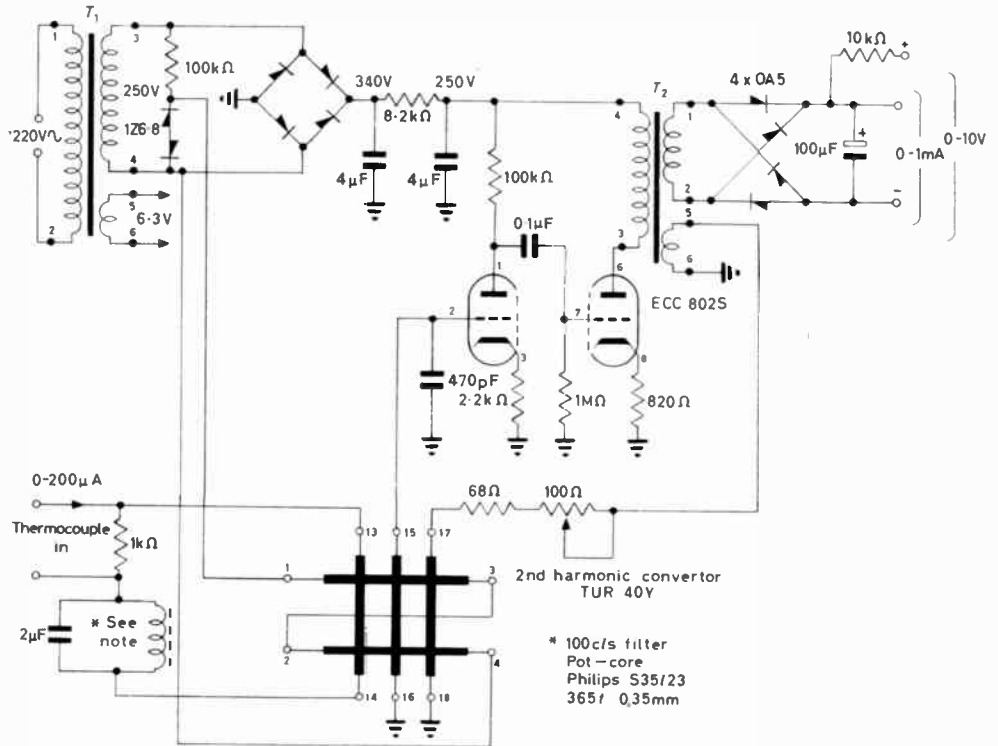 T1
1
3
100kΩ
250V
220V∿
1Z6·8
4
5
6·3V
2
6
340V
8·2kΩ
250V
4μF
4μF
100kΩ
0·1μF
T2
4
1
3
2
5
6
4 x OA5
10kΩ
+
100μF
+
0-1mA
0-10V
-
1
2
3
470pF
2·2kΩ
6
7
8
1MΩ
820Ω
ECC 802S
0-200μA
Thermocouple
in
1kΩ
2μF
* See
note
68Ω
100Ω
13
15
17
1
3
2
4
14
16
18
2nd harmonic convertor
TUR 40Y
* 100c/s filter
Pot-core
Philips S35/23
365t 0,35mm